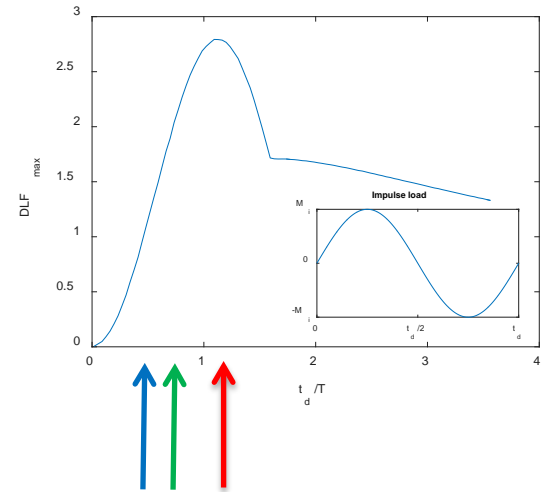 3
2.5
2
1.5
1
0.5
0
DLF max
0 1 2 3 4
t d /T
Impulse load
M i
0
-M i
0 t d /2 t d